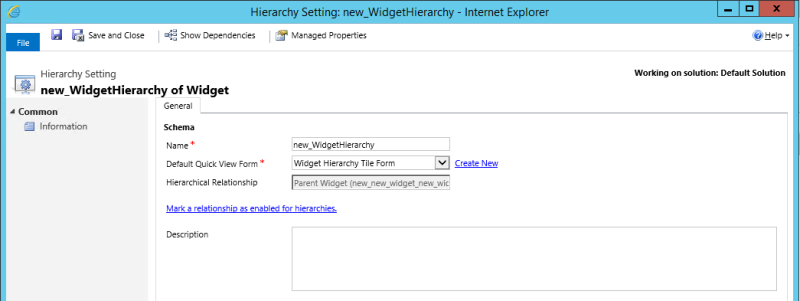 Hierarchy Setting: new_WidgetHierarchy - Internet Explorer
File Save and Close Show Dependencies Managed Properties Help
Hierarchy Setting
new_WidgetHierarchy of Widget
Working on solution: Default Solution
Common
Information
General
Schema
Name * new_WidgetHierarchy
Default Quick View Form * Widget Hierarchy Tile Form Create New
Hierarchical Relationship Parent Widget (new_new_widget_new_wic
Mark a relationship as enabled for hierarchies.
Description